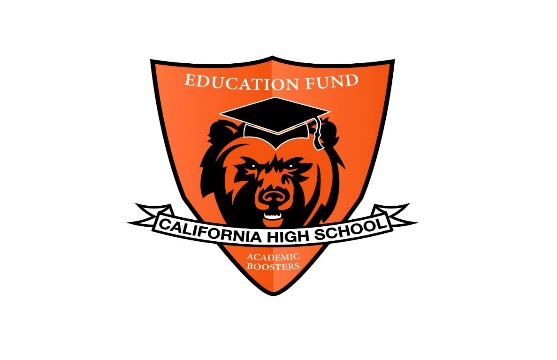 EDUCATION FUND
CALIFORNIA HIGH SCHOOL
ACADEMIC
BOOSTERS